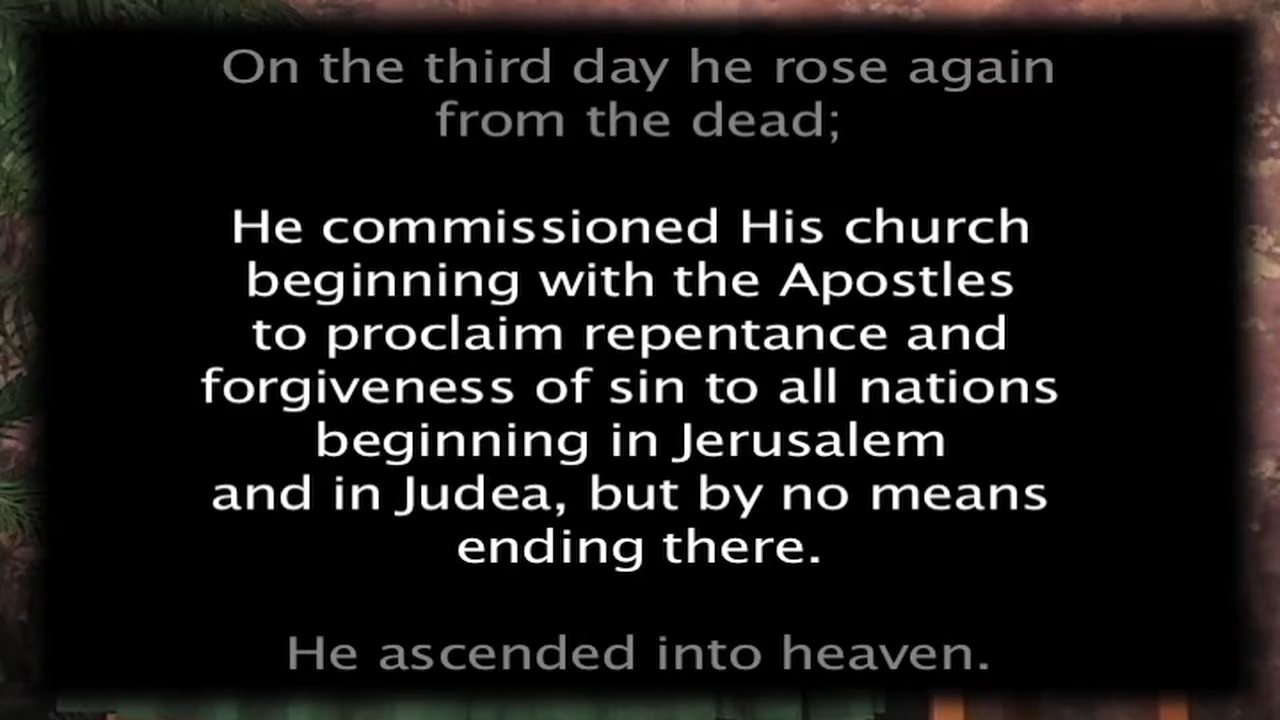 On the third day he rose again
from the dead;
He commissioned His church
beginning with the Apostles
to proclaim repentance and
forgiveness of sin to all nations
beginning in Jerusalem
and in Judea, but by no means
ending there.
He ascended into heaven.